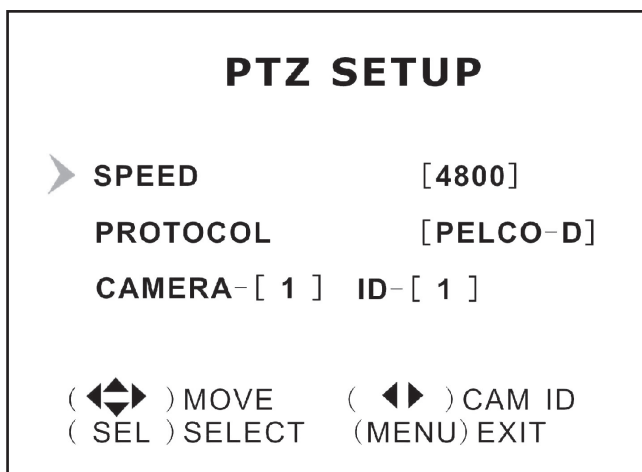 PTZ SETUP
SPEED [4800]
PROTOCOL [PELCO-D]
CAMERA-[ 1 ] ID-[ 1 ]
( ◀▲▼▶ ) MOVE ( ◀▶ ) CAM ID
( SEL ) SELECT (MENU) EXIT